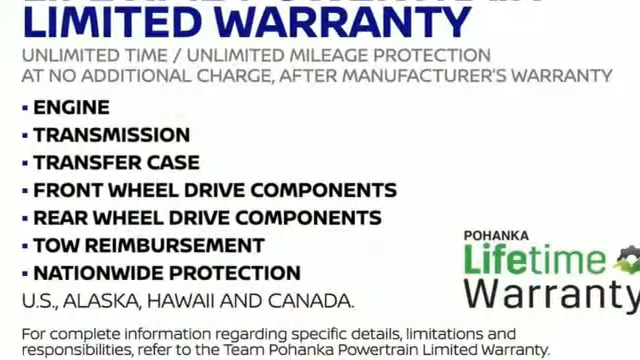 LIFETIME POWERTRAIN
LIMITED WARRANTY
UNLIMITED TIME / UNLIMITED MILEAGE PROTECTION
AT NO ADDITIONAL CHARGE, AFTER MANUFACTURER'S WARRANTY
▪ ENGINE
▪ TRANSMISSION
▪ TRANSFER CASE
▪ FRONT WHEEL DRIVE COMPONENTS
▪ REAR WHEEL DRIVE COMPONENTS
▪ TOW REIMBURSEMENT
▪ NATIONWIDE PROTECTION
U.S., ALASKA, HAWAII AND CANADA.
POHANKA
Lifetime
Warranty
For complete information regarding specific details, limitations and
responsibilities, refer to the Team Pohanka Powertrain Limited Warranty.